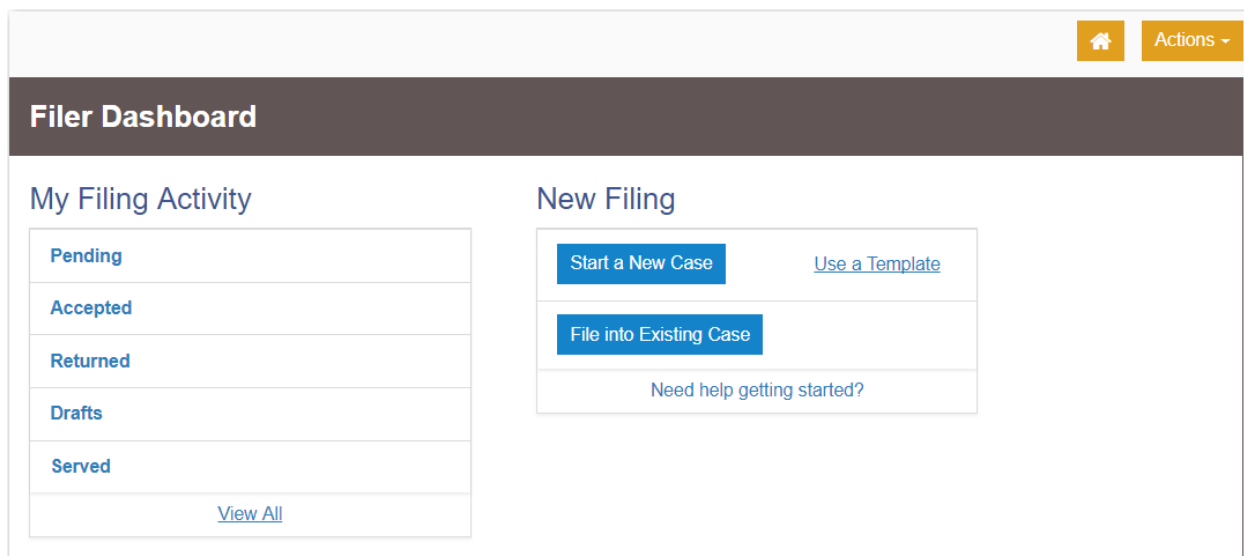 Actions
Filer Dashboard
My Filing Activity
Pending
Accepted
Returned
Drafts
Served
View All
New Filing
Start a New Case
Use a Template
File into Existing Case
Need help getting started?